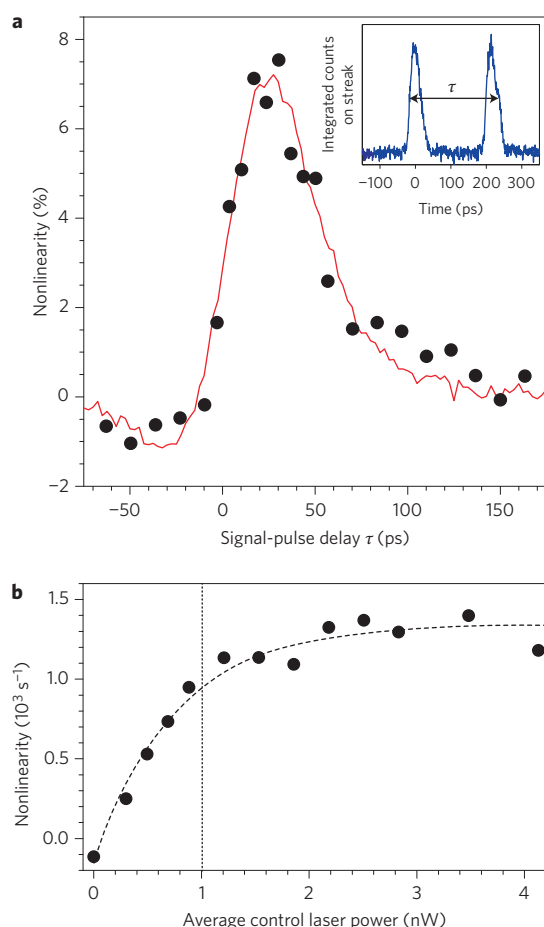 a
8
6
4
2
0
−2
Nonlinearity (%)
−50
0
50
100
150
Signal-pulse delay τ (ps)
Integrated counts
on streak
τ
−100
0
100
200
300
Time (ps)
b
1.5
1.0
0.5
0.0
Nonlinearity (10³ s⁻¹)
0
1
2
3
4
Average control laser power (nW)